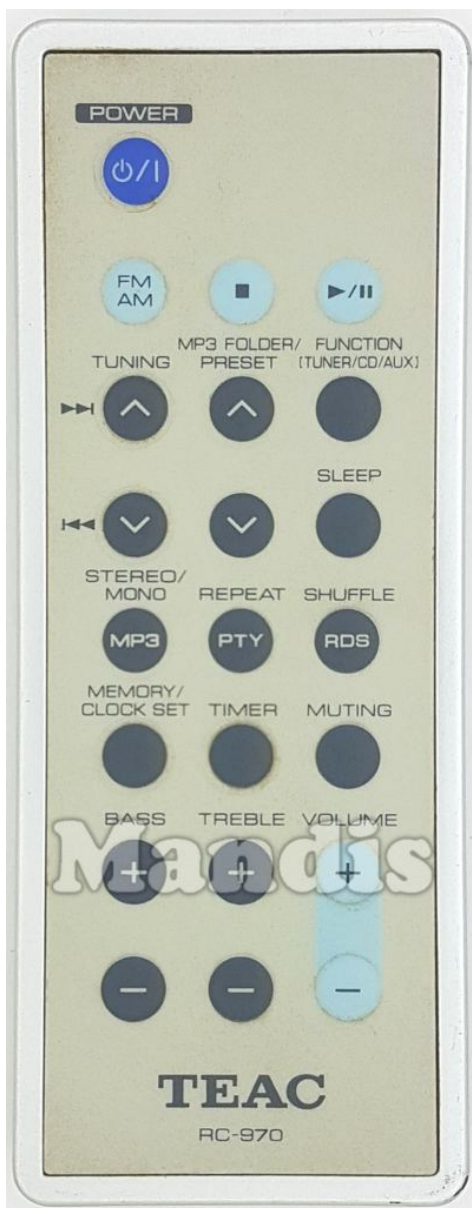 POWER
⏻/I
FM
AM
■
▶/II
MP3 FOLDER/ FUNCTION
TUNING PRESET (TUNER/CD/AUX)
SLEEP
STEREO/
MONO REPEAT SHUFFLE
MP3 PTY RDS
MEMORY/
CLOCK SET TIMER MUTING
BASS TREBLE VOLUME
Mandis
+ + +
− − −
TEAC
RC-970